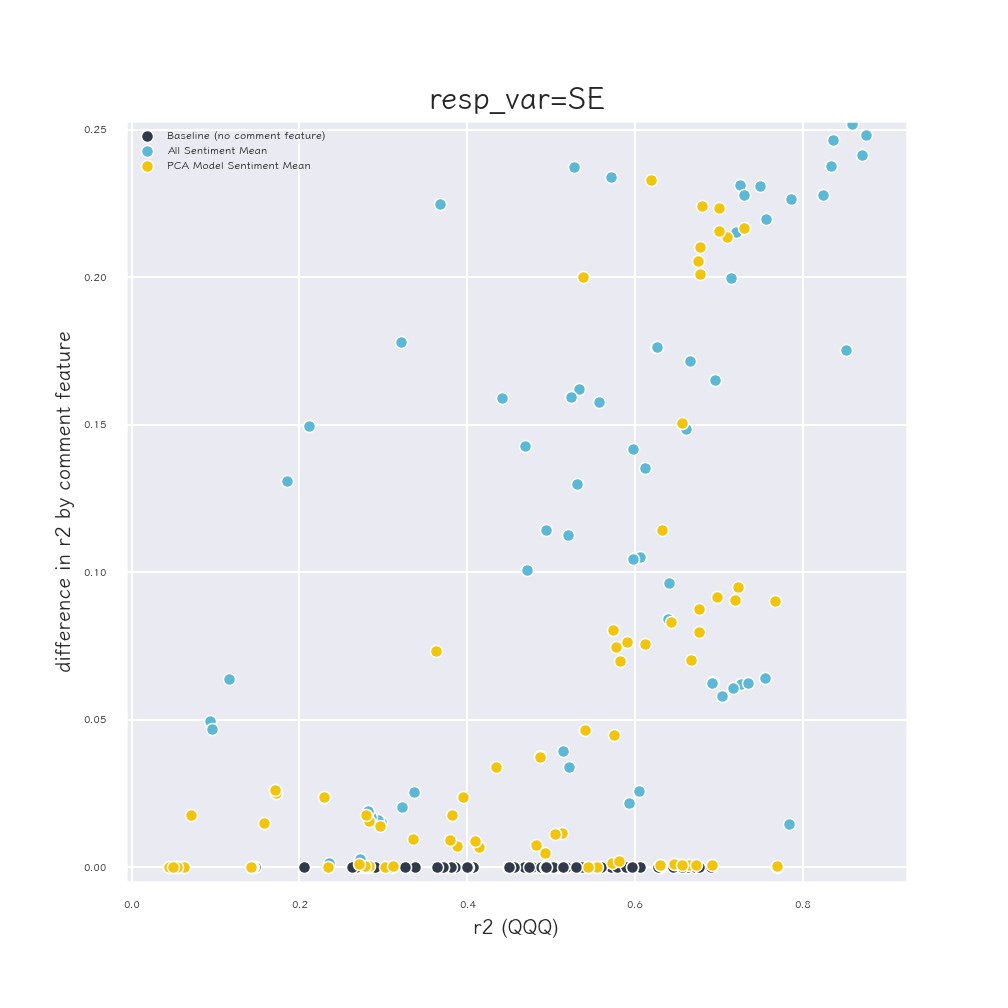 resp_var=SE
Baseline (no comment feature)
All Sentiment Mean
PCA Model Sentiment Mean
difference in r2 by comment feature
0.25
0.20
0.15
0.10
0.05
0.00
0.0 0.2 0.4 0.6 0.8
r2 (QQQ)